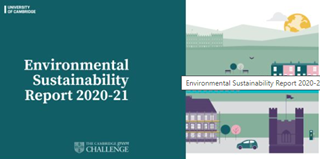 UNIVERSITY OF
CAMBRIDGE
Environmental
Sustainability
Report 2020-21
Environmental Sustainability Report 2020-2
THE CAMBRIDGE green
CHALLENGE